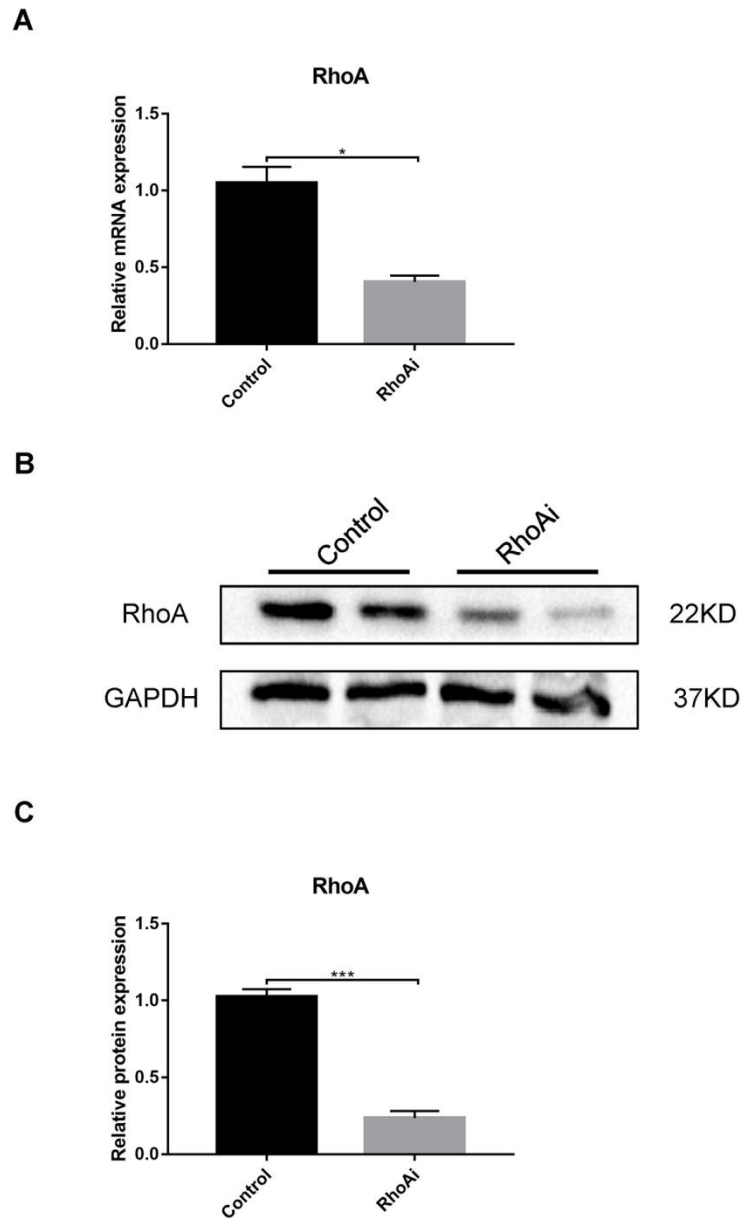 A
RhoA
Relative mRNA expression
1.5
1.0
0.5
0.0
*
Control
RhoAi
B
Control
RhoAi
RhoA
22KD
GAPDH
37KD
C
RhoA
Relative protein expression
1.5
1.0
0.5
0.0
***
Control
RhoAi